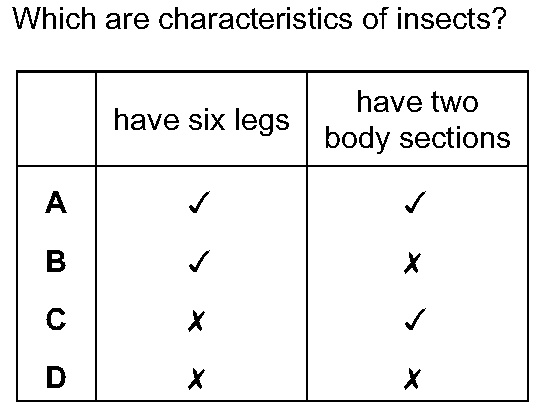 Which are characteristics of insects?
have six legs
have two
body sections
A ✓ ✓
B ✓ ✗
C ✗ ✓
D ✗ ✗